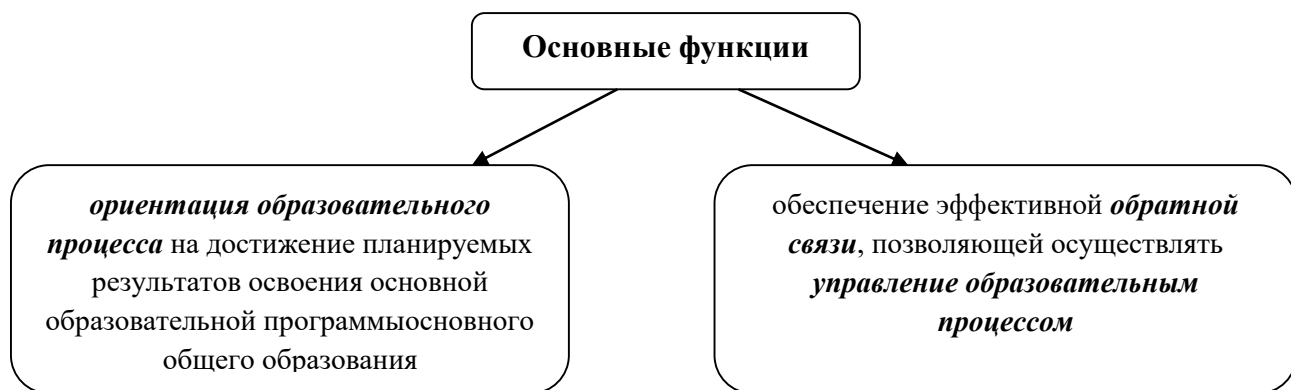 Основные функции
ориентация образовательного
процесса на достижение планируемых
результатов освоения основной
образовательной программыосновного
общего образования
обеспечение эффективной обратной
связи, позволяющей осуществлять
управление образовательным
процессом